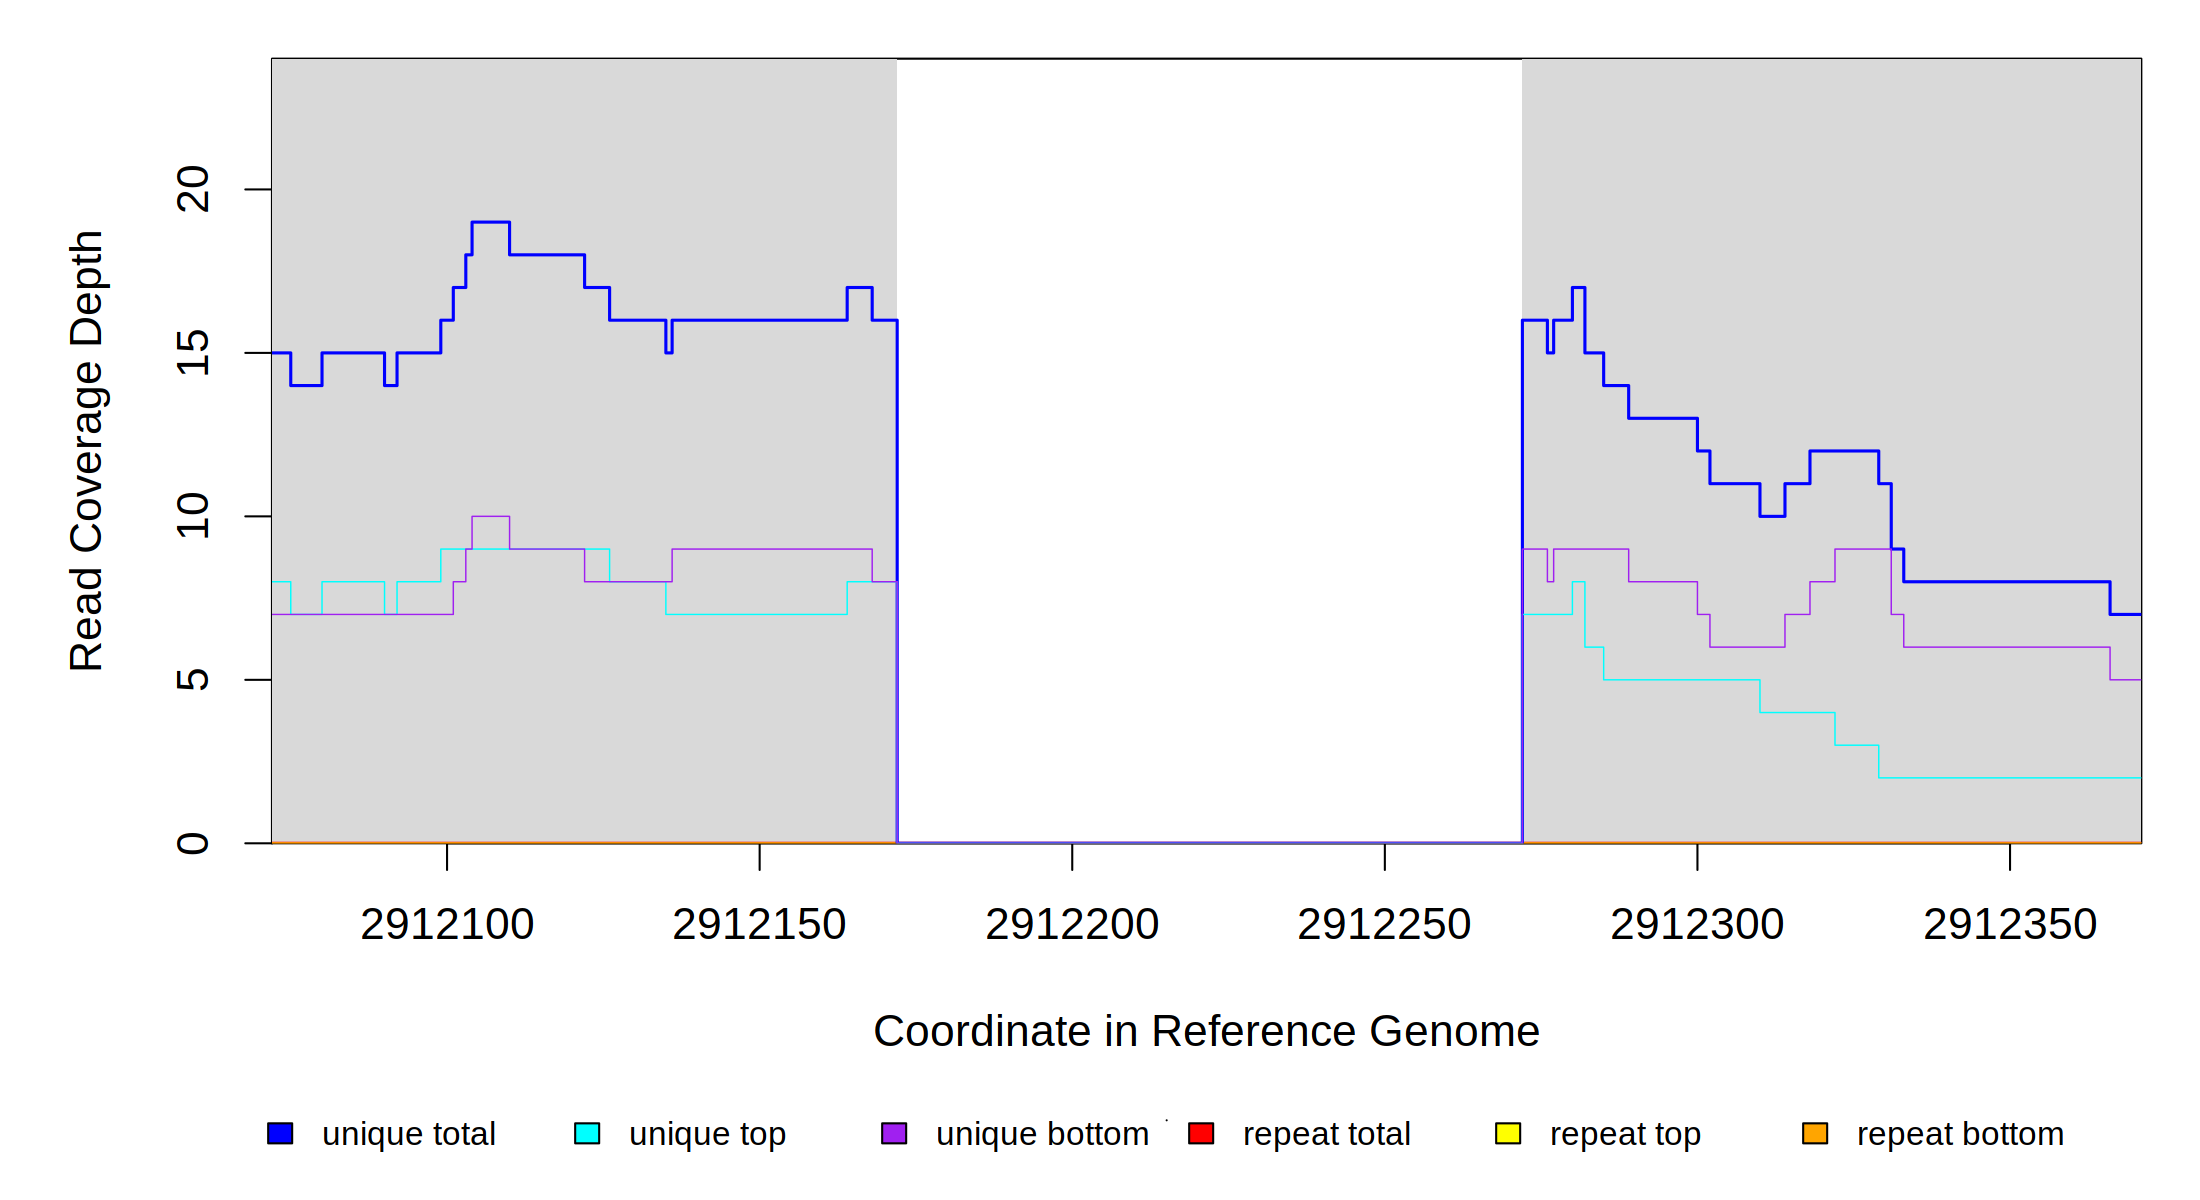 Read Coverage Depth
20
15
10
5
0
2912100 2912150 2912200 2912250 2912300 2912350
Coordinate in Reference Genome
unique total unique top unique bottom repeat total repeat top repeat bottom